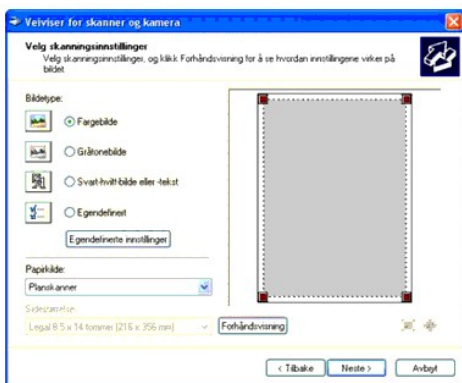 Veiviser for skanner og kamera
Velg skanningsinnstillinger
Velg skanningsinnstillinger, og klikk Forhåndsvisning for å se hvordan innstillingene virker på
bildet.
Bildetype:
Fargebilde
Gråtonebilde
Svart-hvitt-bilde eller -tekst
Egendefinert
Egendefinerte innstillinger
Papirkilde:
Planskanner
Sidestørrelse:
Legal 8.5 x 14 tommer (216 x 356 mm)
Forhåndsvisning
< Tilbake
Neste >
Avbryt